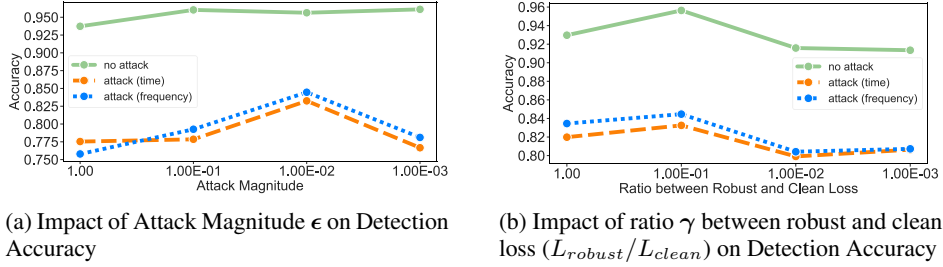 0.950
0.925
0.900
0.875
0.850
0.825
0.800
0.775
0.750
Accuracy
no attack
attack (time)
attack (frequency)
1.00 1.00E-01 1.00E-02 1.00E-03
Attack Magnitude
(a) Impact of Attack Magnitude ϵ on Detection
Accuracy
0.96
0.94
0.92
0.90
0.88
0.86
0.84
0.82
0.80
Accuracy
no attack
attack (time)
attack (frequency)
1.00 1.00E-01 1.00E-02 1.00E-03
Ratio between Robust and Clean Loss
(b) Impact of ratio γ between robust and clean
loss (L_robust/L_clean) on Detection Accuracy